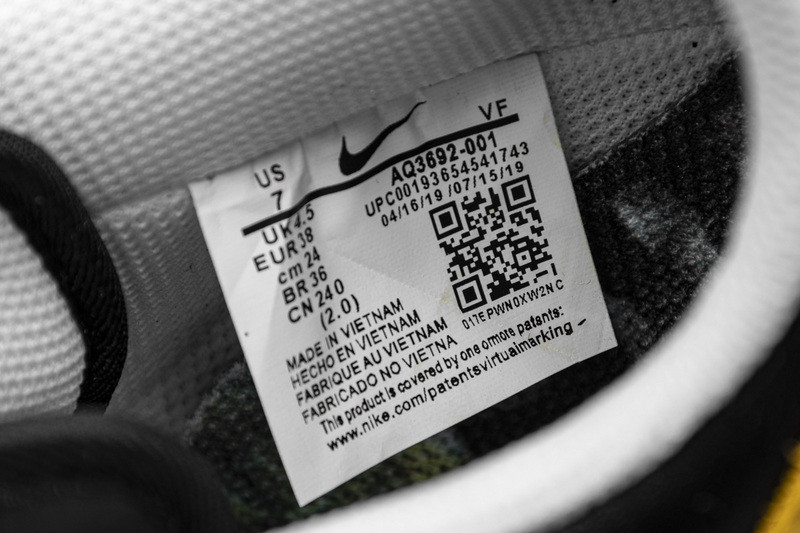 US
7
VF
AQ3692-001
UPC00193654541743
04/16/19 /07/15/19
UK 4.5
EUR 38
cm 24
BR 36
CN 240
(2.0)
017EPWN0XW2NC
MADE IN VIETNAM
HECHO EN VIETNAM
FABRIQUE AU VIETNAM
FABRICADO NO VIETNA
This product is covered by one or more patents:
www.nike.com/patentsvirtualmarking –